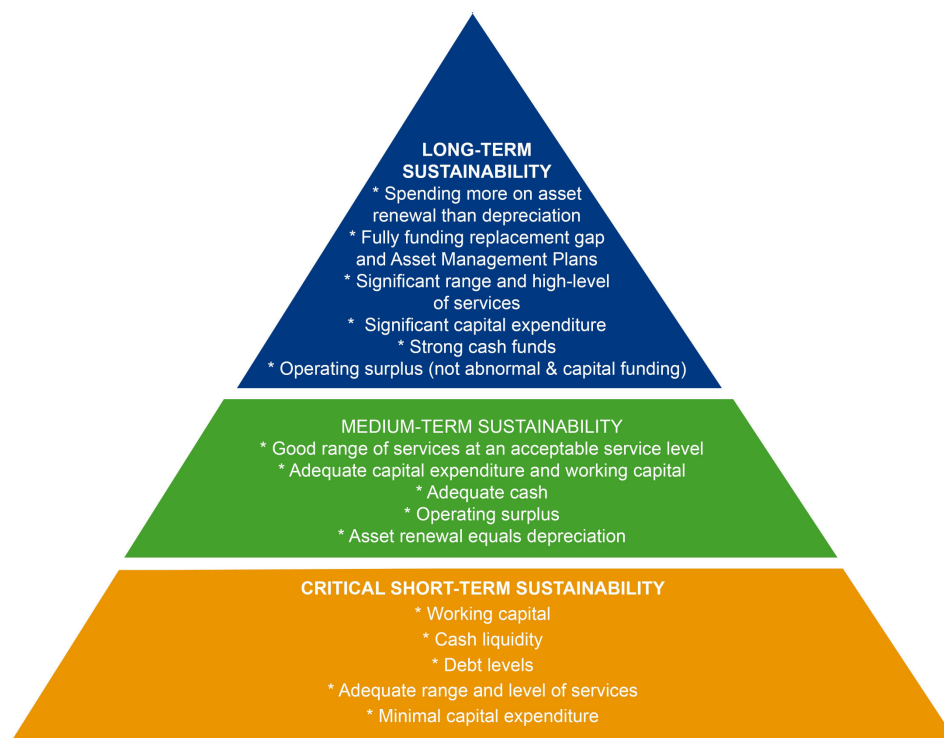 LONG-TERM
SUSTAINABILITY
* Spending more on asset
renewal than depreciation
* Fully funding replacement gap
and Asset Management Plans
* Significant range and high-level
of services
* Significant capital expenditure
* Strong cash funds
* Operating surplus (not abnormal & capital funding)
MEDIUM-TERM SUSTAINABILITY
* Good range of services at an acceptable service level
* Adequate capital expenditure and working capital
* Adequate cash
* Operating surplus
* Asset renewal equals depreciation
CRITICAL SHORT-TERM SUSTAINABILITY
* Working capital
* Cash liquidity
* Debt levels
* Adequate range and level of services
* Minimal capital expenditure